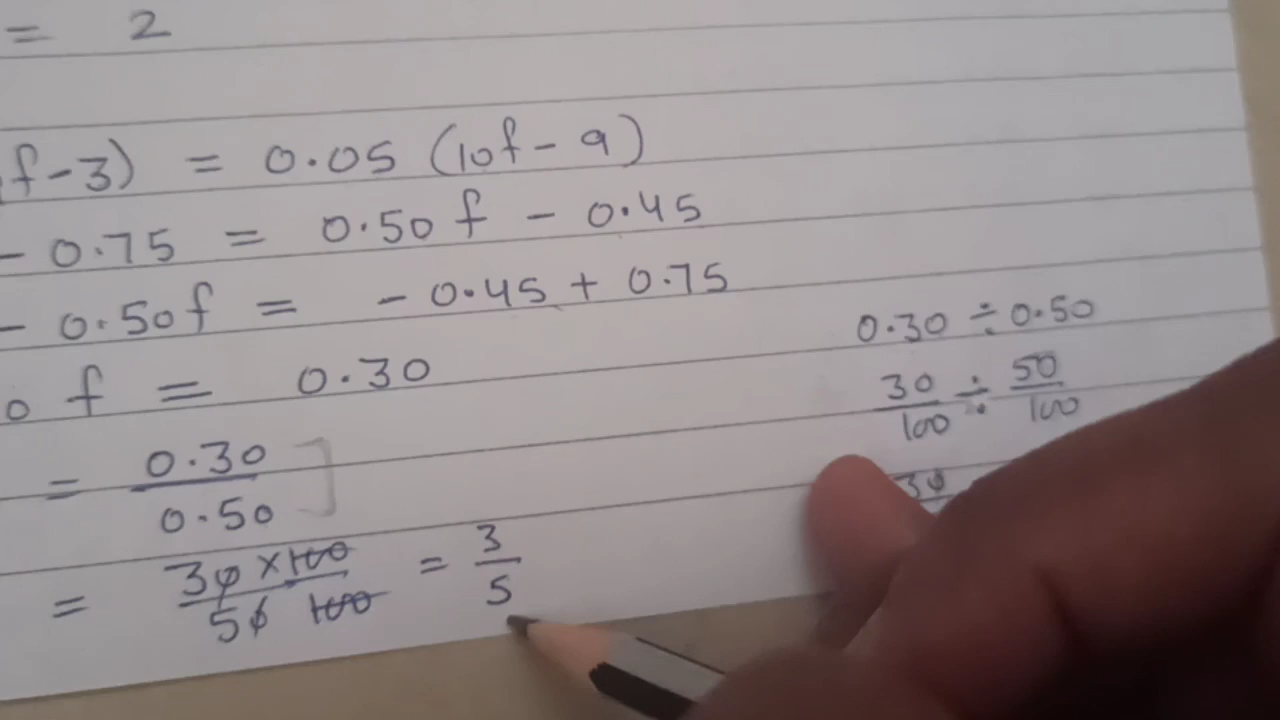 = 2
f - 3) = 0.05 (10f - 9)
- 0.75 = 0.50 f - 0.45
- 0.50f = - 0.45 + 0.75
0 f = 0.30
= 0.30 / 0.50
= 30 × 100 / 50 100 = 3 / 5
0.30 ÷ 0.50
30 / 100 ÷ 50 / 100
30